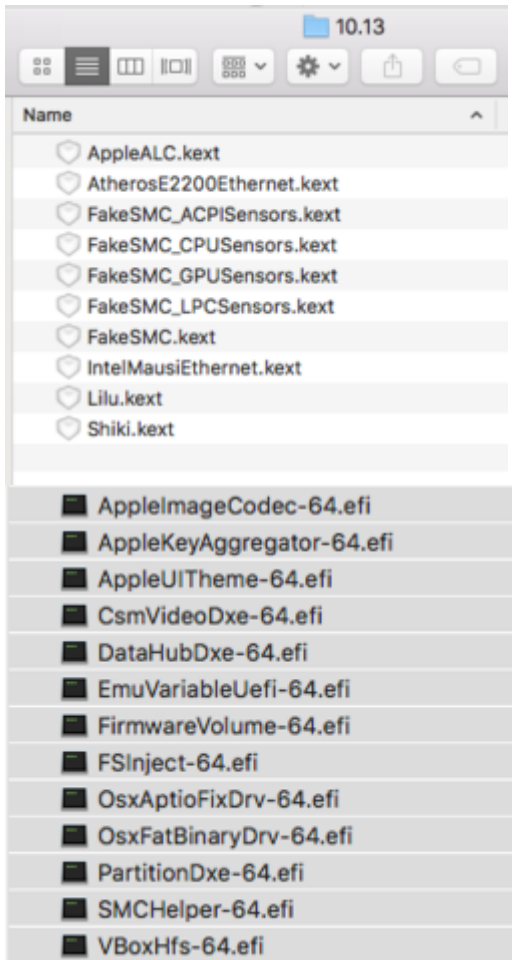 10.13
Name
AppleALC.kext
AtherosE2200Ethernet.kext
FakeSMC_ACPISensors.kext
FakeSMC_CPUSensors.kext
FakeSMC_GPUSensors.kext
FakeSMC_LPCSensors.kext
FakeSMC.kext
IntelMausiEthernet.kext
Lilu.kext
Shiki.kext
AppleImageCodec-64.efi
AppleKeyAggregator-64.efi
AppleUITheme-64.efi
CsmVideoDxe-64.efi
DataHubDxe-64.efi
EmuVariableUefi-64.efi
FirmwareVolume-64.efi
FSInject-64.efi
OsxAptioFixDrv-64.efi
OsxFatBinaryDrv-64.efi
PartitionDxe-64.efi
SMCHelper-64.efi
VBoxHfs-64.efi